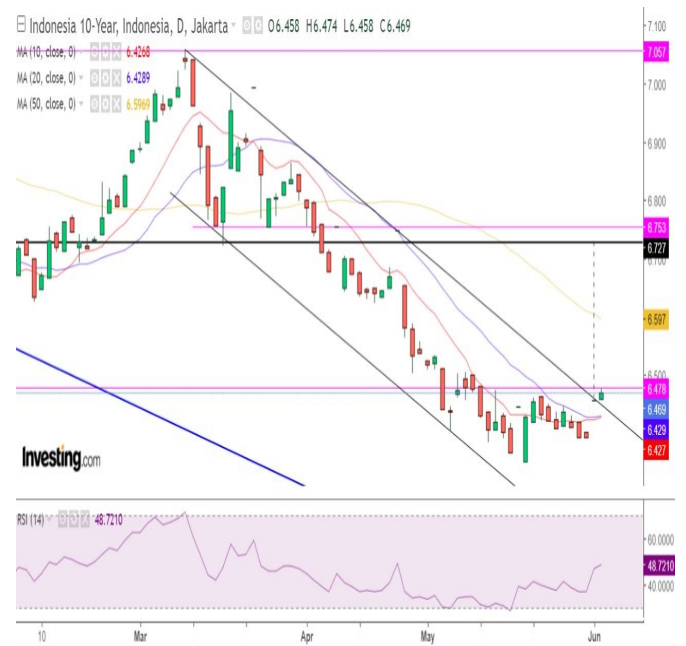 Indonesia 10-Year, Indonesia, D, Jakarta O6.458 H6.474 L6.458 C6.469
MA (10, close, 0) 6.4268
MA (20, close, 0) 6.4289
MA (50, close, 0) 6.5969
7.100
7.057
7.000
6.900
6.800
6.753
6.727
6.700
6.597
6.500
6.478
6.469
6.429
6.427
Investing.com
RSI (14) 48.7210
60.0000
48.7210
40.0000
10 Mar Apr May Jun